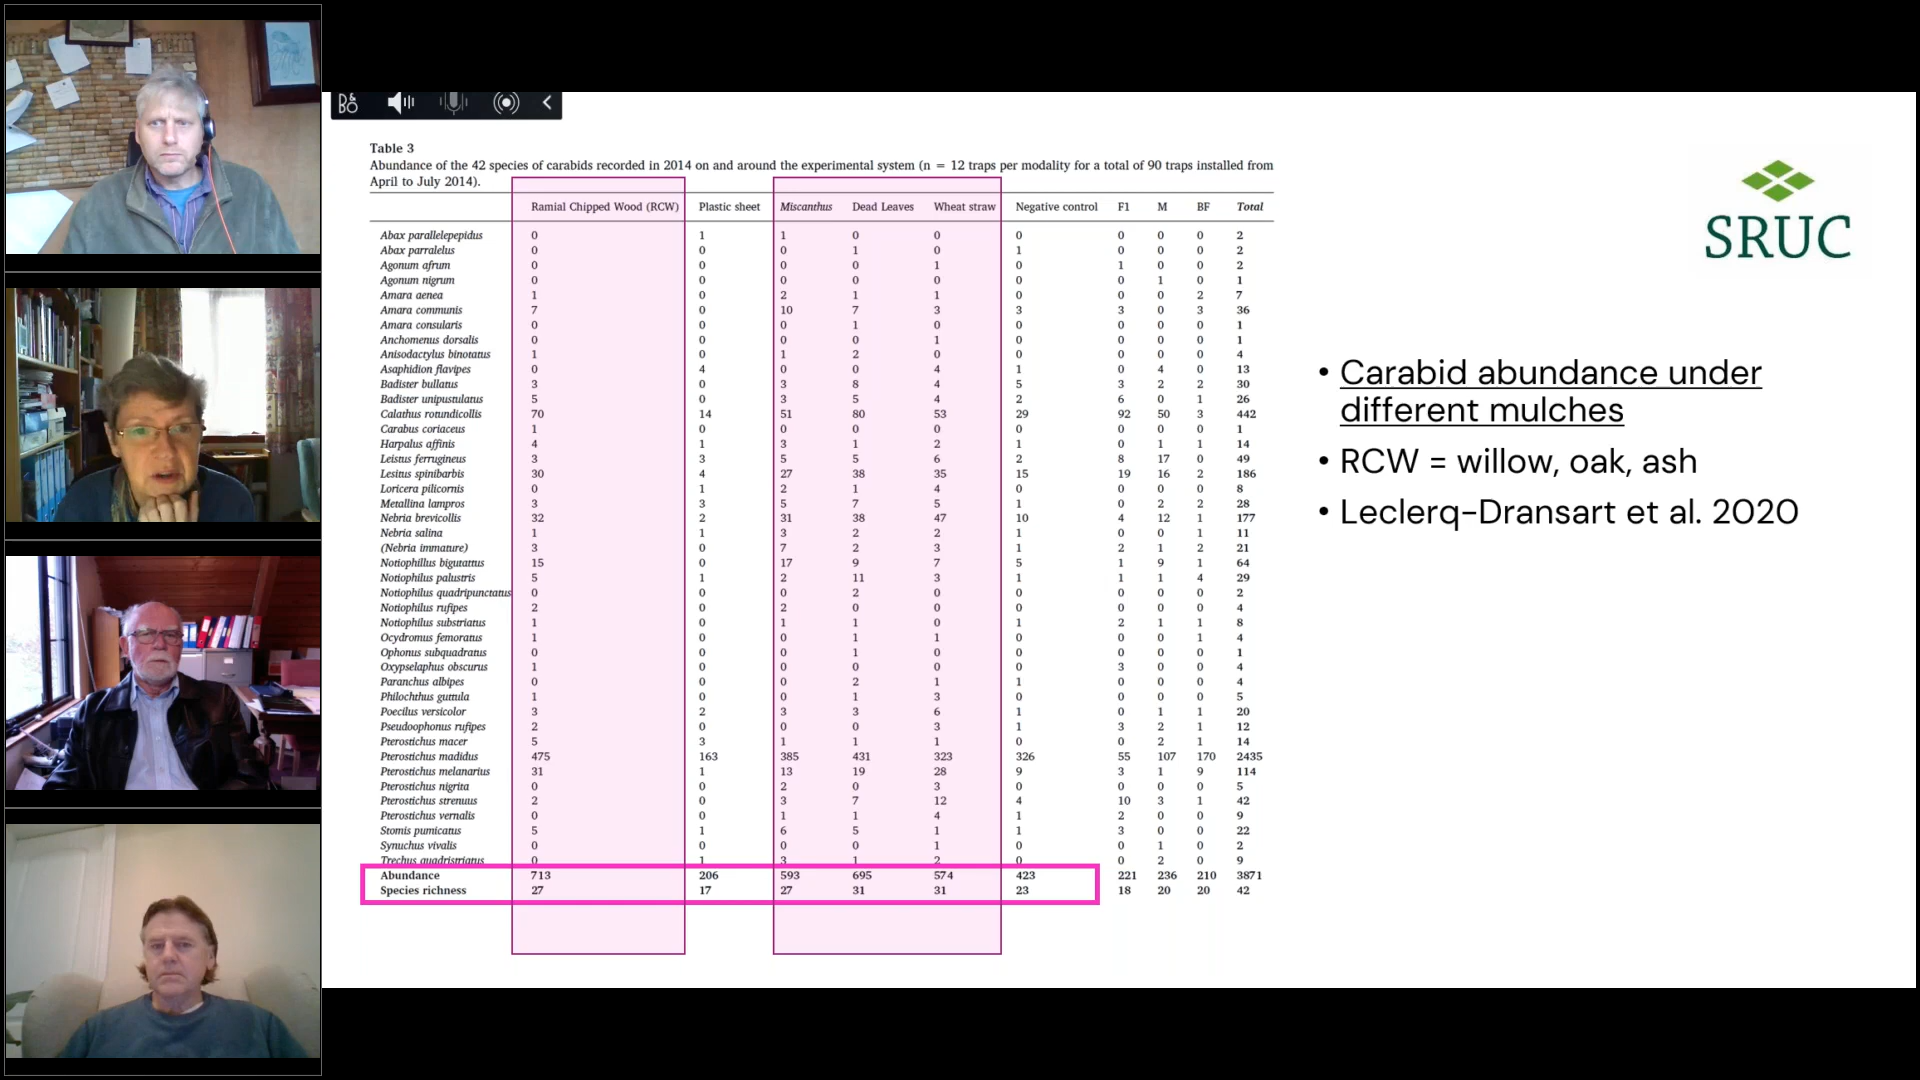 B&O
Table 3
Abundance of the 42 species of carabids recorded in 2014 on and around the experimental system (n = 12 traps per modality for a total of 90 traps installed from
April to July 2014).
Ramial Chipped Wood (RCW) Plastic sheet Miscanthus Dead Leaves Wheat straw Negative control F1 M BF Total
Abax parallelepepidus 0 1 1 0 0 0 0 0 0 2
Abax parralelus 0 0 0 1 0 1 0 0 0 2
Agonum afrum 0 0 0 0 1 0 1 0 0 2
Agonum nigrum 0 0 0 0 0 0 0 1 0 1
Amara aenea 1 0 2 1 1 0 0 0 2 7
Amara communis 7 0 10 7 3 3 3 0 3 36
Amara consularis 0 0 0 1 0 0 0 0 0 1
Anchomenus dorsalis 0 0 0 0 1 0 0 0 0 1
Anisodactylus binotatus 1 0 1 2 0 0 0 0 0 4
Asaphidion flavipes 0 4 0 0 4 1 0 4 0 13
Badister bullatus 3 0 3 8 4 5 3 2 2 30
Badister unipustulatus 5 0 3 5 4 2 6 0 1 26
Calathus rotundicollis 70 14 51 80 53 29 92 50 3 442
Carabus coriaceus 1 0 0 0 0 0 0 0 0 1
Harpalus affinis 4 1 3 1 2 1 0 1 1 14
Leistus ferrugineus 3 3 5 5 6 2 8 17 0 49
Lesitus spinibarbis 30 4 27 38 35 15 19 16 2 186
Loricera pilicornis 0 1 2 1 4 0 0 0 0 8
Metallina lampros 3 3 5 7 5 1 0 2 2 28
Nebria brevicollis 32 2 31 38 47 10 4 12 1 177
Nebria salina 1 1 3 2 2 1 0 0 1 11
(Nebria immature) 3 0 7 2 3 1 2 1 2 21
Notiophillus bigutattus 15 0 17 9 7 5 1 9 1 64
Notiophilus palustris 5 1 2 11 3 1 1 1 4 29
Notiophilus quadripunctatus 0 0 0 2 0 0 0 0 0 2
Notiophilus rufipes 2 0 2 0 0 0 0 0 0 4
Notiophilus substriatus 1 0 1 1 0 1 2 1 1 8
Ocydromus femoratus 1 0 0 1 1 0 0 0 1 4
Ophonus subquadratus 0 0 0 1 0 0 0 0 0 1
Oxypselaphus obscurus 1 0 0 0 0 0 3 0 0 4
Paranchus albipes 0 0 0 2 1 1 0 0 0 4
Philochthus guttula 1 0 0 1 3 0 0 0 0 5
Poecilus versicolor 3 2 3 3 6 1 0 1 1 20
Pseudoophonus rufipes 2 0 0 0 3 1 3 2 1 12
Pterostichus macer 5 3 1 1 1 0 0 2 1 14
Pterostichus madidus 475 163 385 431 323 326 55 107 170 2435
Pterostichus melanarius 31 1 13 19 28 9 3 1 9 114
Pterostichus nigrita 0 0 2 0 3 0 0 0 0 5
Pterostichus strenuus 2 0 3 7 12 4 10 3 1 42
Pterostichus vernalis 0 0 1 1 4 1 2 0 0 9
Stomis pumicatus 5 1 6 5 1 1 3 0 0 22
Synuchus vivalis 0 0 0 0 1 0 0 1 0 2
Trechus quadristriatus 0 1 3 1 2 0 0 2 0 9
Abundance 713 206 593 695 574 423 221 236 210 3871
Species richness 27 17 27 31 31 23 18 20 20 42
SRUC
• Carabid abundance under
different mulches
• RCW = willow, oak, ash
• Leclerq-Dransart et al. 2020